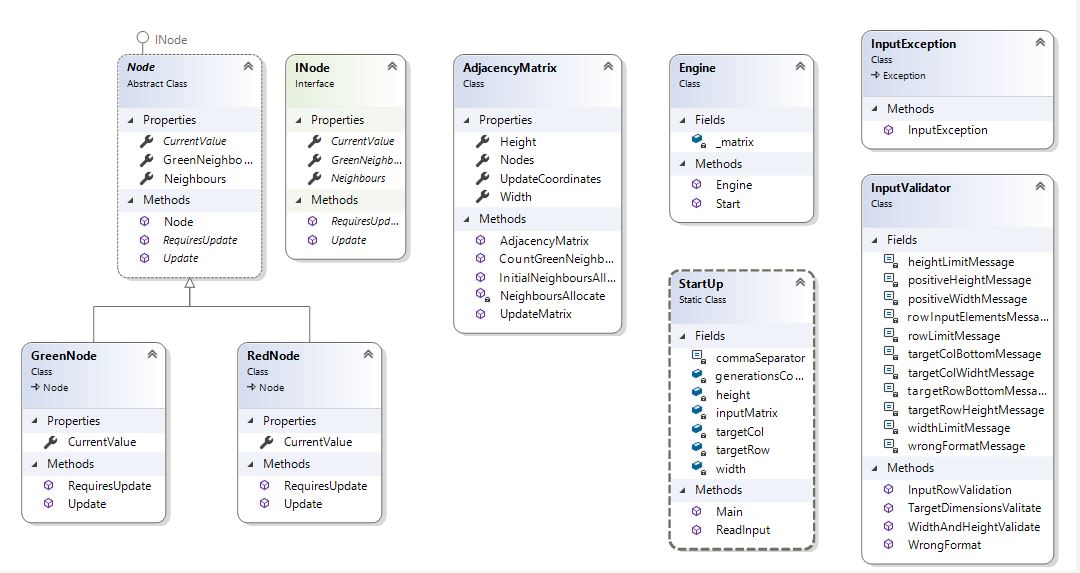 INode
Node
Abstract Class
Properties
CurrentValue
GreenNeighbo...
Neighbours
Methods
Node
RequiresUpdate
Update
INode
Interface
Properties
CurrentValue
GreenNeighb...
Neighbours
Methods
RequiresUpd...
Update
AdjacencyMatrix
Class
Properties
Height
Nodes
UpdateCoordinates
Width
Methods
AdjacencyMatrix
CountGreenNeighb...
InitialNeighboursAll...
NeighboursAllocate
UpdateMatrix
Engine
Class
Fields
_matrix
Methods
Engine
Start
InputException
Class
Exception
Methods
InputException
InputValidator
Class
Fields
heightLimitMessage
positiveHeightMessage
positiveWidthMessage
rowInputElementsMessa...
rowLimitMessage
targetColBottomMessage
targetColWidhtMessage
targetRowBottomMessa...
targetRowHeightMessage
widthLimitMessage
wrongFormatMessage
Methods
InputRowValidation
TargetDimensionsValitate
WidthAndHeightValidate
WrongFormat
StartUp
Static Class
Fields
commaSeparator
generationsCo...
height
inputMatrix
targetCol
targetRow
width
Methods
Main
ReadInput
GreenNode
Class
Node
Properties
CurrentValue
Methods
RequiresUpdate
Update
RedNode
Class
Node
Properties
CurrentValue
Methods
RequiresUpdate
Update